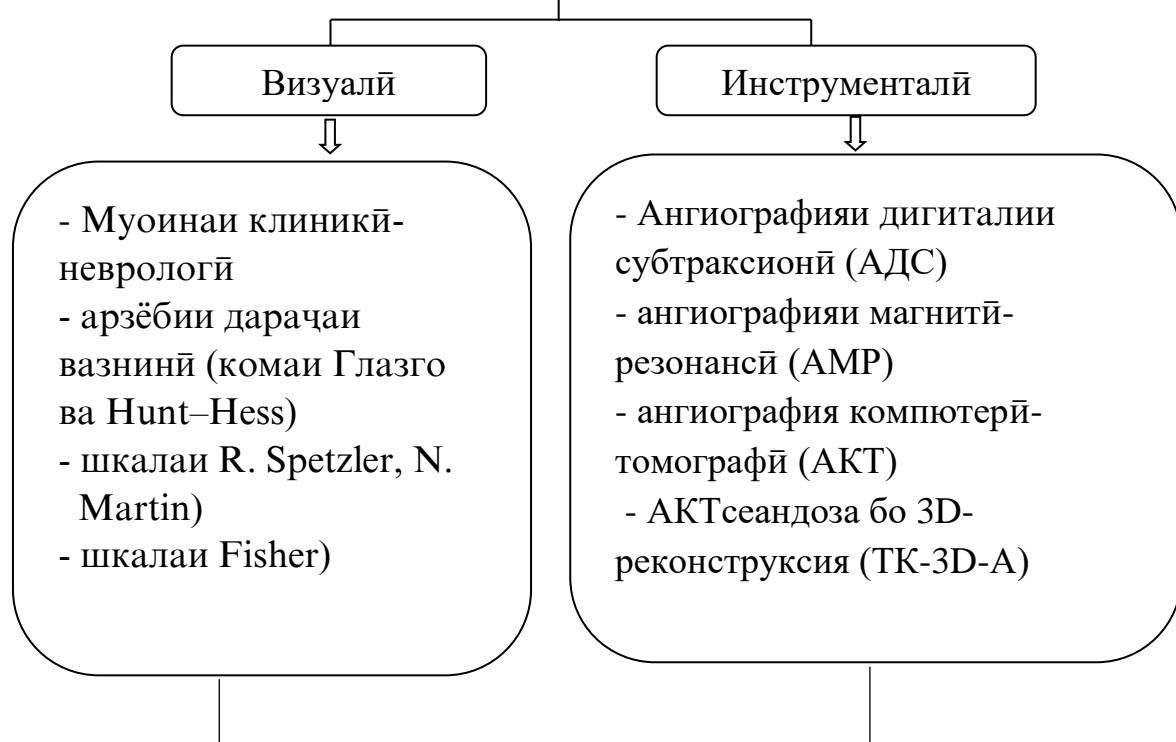 Визуалӣ
Инструменталӣ
- Муоинаи клиникӣ-
неврологӣ
- арзёбии дараҷаи
вазнинӣ (комаи Глазго
ва Hunt–Hess)
- шкалаи R. Spetzler, N.
Martin)
- шкалаи Fisher)
- Ангиографияи дигиталии
субтраксионӣ (АДС)
- ангиографияи магнитӣ-
резонансӣ (АМР)
- ангиография компютерӣ-
томографӣ (АКТ)
- АКТсеандоза бо 3D-
реконструксия (ТК-3D-А)